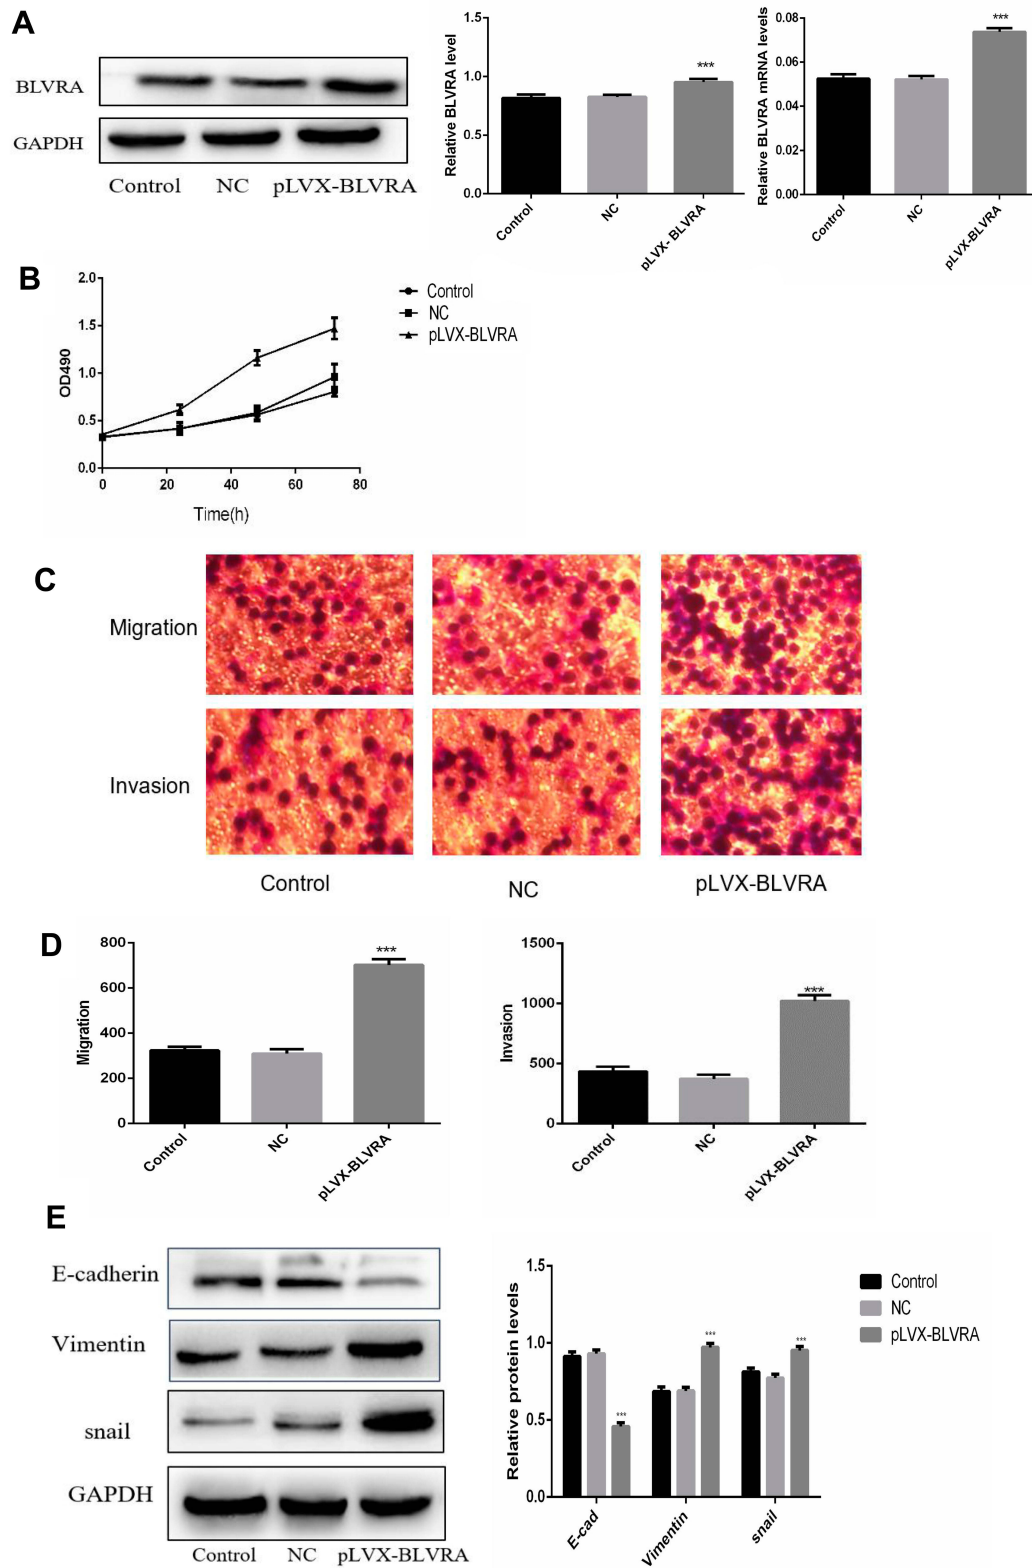 A
BLVRA
GAPDH
Control NC pLVX-BLVRA
Relative BLVRA level
1.5
1.0
0.5
0.0
***
Control
NC
pLVX- BLVRA
Relative BLVRA mRNA levels
0.08
0.06
0.04
0.02
0.00
***
Control
NC
pLVX-BLVRA
B
OD490
2.0
1.5
1.0
0.5
0.0
0 20 40 60 80
Time(h)
Control
NC
pLVX-BLVRA
C
Migration
Invasion
Control NC pLVX-BLVRA
D
Migration
800
600
400
200
0
***
Control
NC
pLVX-BLVRA
Invasion
1500
1000
500
0
***
Control
NC
pLVX-BLVRA
E
E-cadherin
Vimentin
snail
GAPDH
Control NC pLVX-BLVRA
Relative protein levels
1.5
1.0
0.5
0.0
***
***
***
E-cad
Vimentin
snail
Control
NC
pLVX-BLVRA